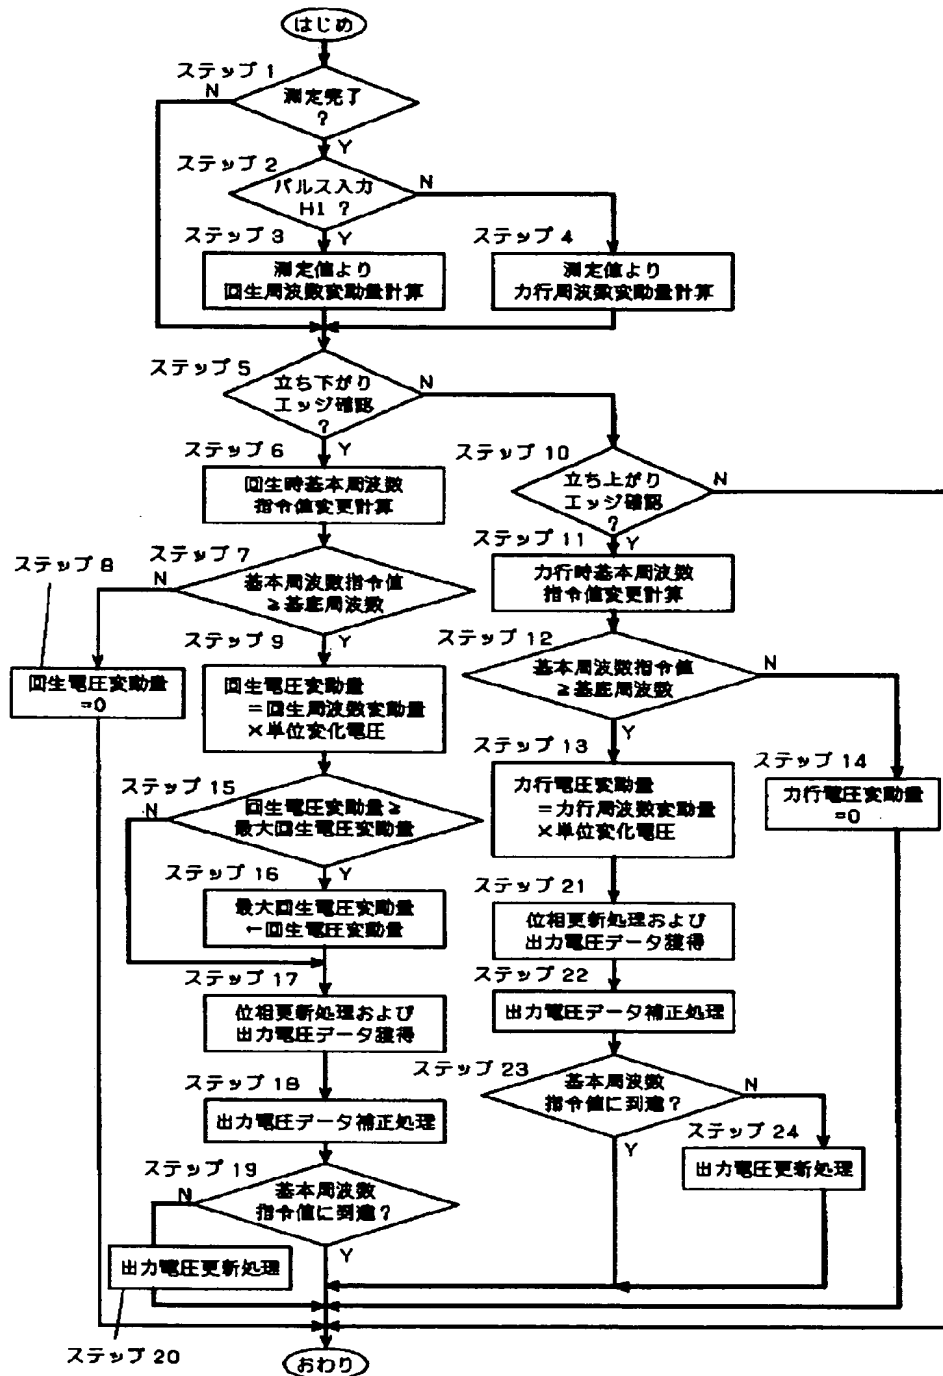 はじめ
ステップ 1
測定完了
?
N
Y
ステップ 2
パルス入力
HI ?
N
Y
ステップ 3
測定値より
回生周波数変動量計算
ステップ 4
測定値より
力行周波数変動量計算
ステップ 5
立ち下がり
エッジ確認
?
N
Y
ステップ 6
回生時基本周波数
指令値変更計算
ステップ 10
立ち上がり
エッジ確認
?
N
Y
ステップ 7
基本周波数指令値
≧基底周波数
N
Y
ステップ 8
回生電圧変動量
=0
ステップ 9
回生電圧変動量
=回生周波数変動量
×単位変化電圧
ステップ 11
力行時基本周波数
指令値変更計算
ステップ 12
基本周波数指令値
≧基底周波数
N
Y
ステップ 13
力行電圧変動量
=力行周波数変動量
×単位変化電圧
ステップ 14
力行電圧変動量
=0
ステップ 15
回生電圧変動量≧
最大回生電圧変動量
N
Y
ステップ 16
最大回生電圧変動量
←回生電圧変動量
ステップ 17
位相更新処理および
出力電圧データ獲得
ステップ 18
出力電圧データ補正処理
ステップ 19
基本周波数
指令値に到達?
N
Y
出力電圧更新処理
ステップ 20
ステップ 21
位相更新処理および
出力電圧データ獲得
ステップ 22
出力電圧データ補正処理
ステップ 23
基本周波数
指令値に到達?
N
Y
ステップ 24
出力電圧更新処理
おわり